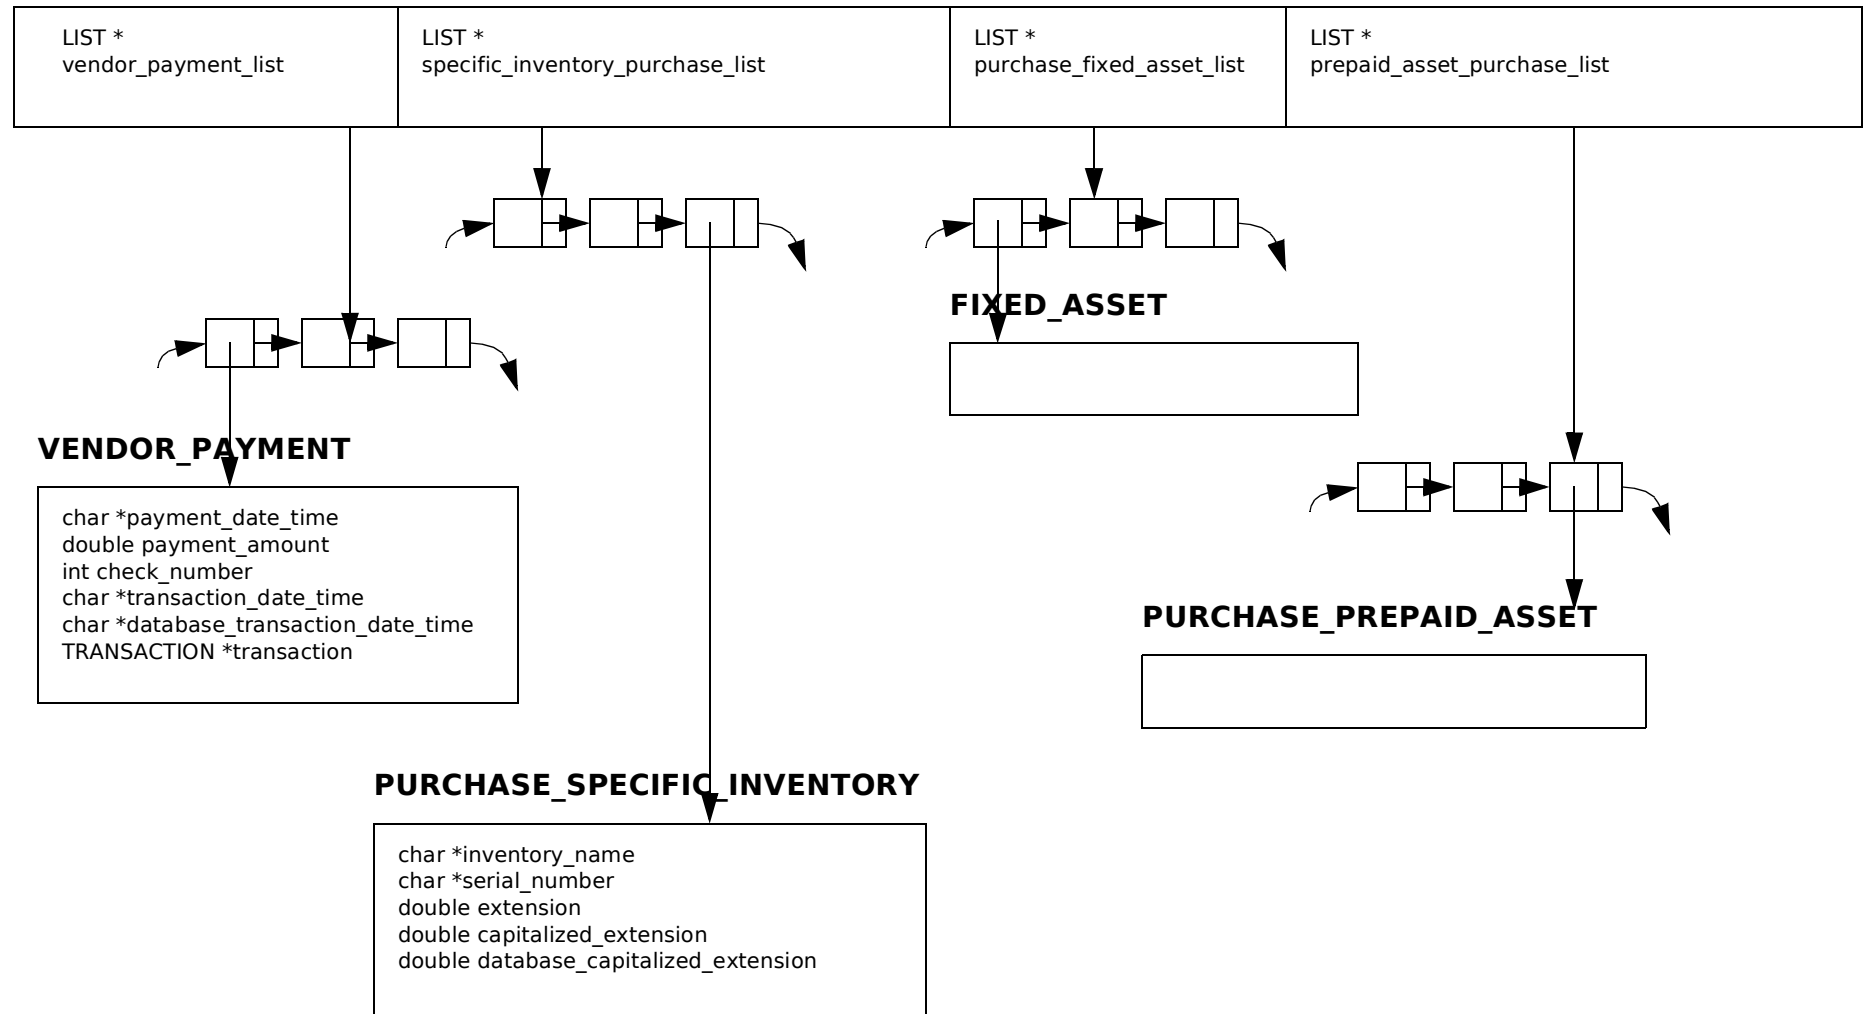 LIST *
vendor_payment_list
LIST *
specific_inventory_purchase_list
LIST *
purchase_fixed_asset_list
LIST *
prepaid_asset_purchase_list
FIXED_ASSET
VENDOR_PAYMENT
char *payment_date_time
double payment_amount
int check_number
char *transaction_date_time
char *database_transaction_date_time
TRANSACTION *transaction
PURCHASE_PREPAID_ASSET
PURCHASE_SPECIFIC_INVENTORY
char *inventory_name
char *serial_number
double extension
double capitalized_extension
double database_capitalized_extension